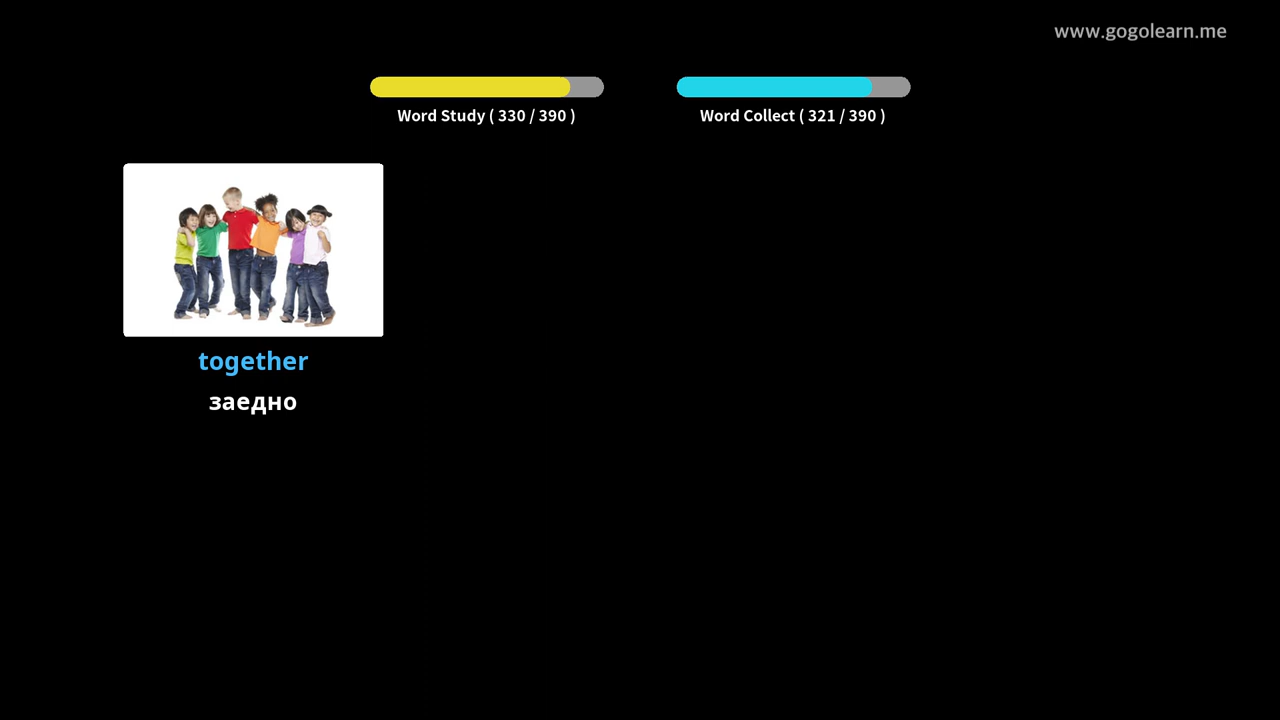 www.gogolearn.me
Word Study ( 330 / 390 )
Word Collect ( 321 / 390 )
together
заедно